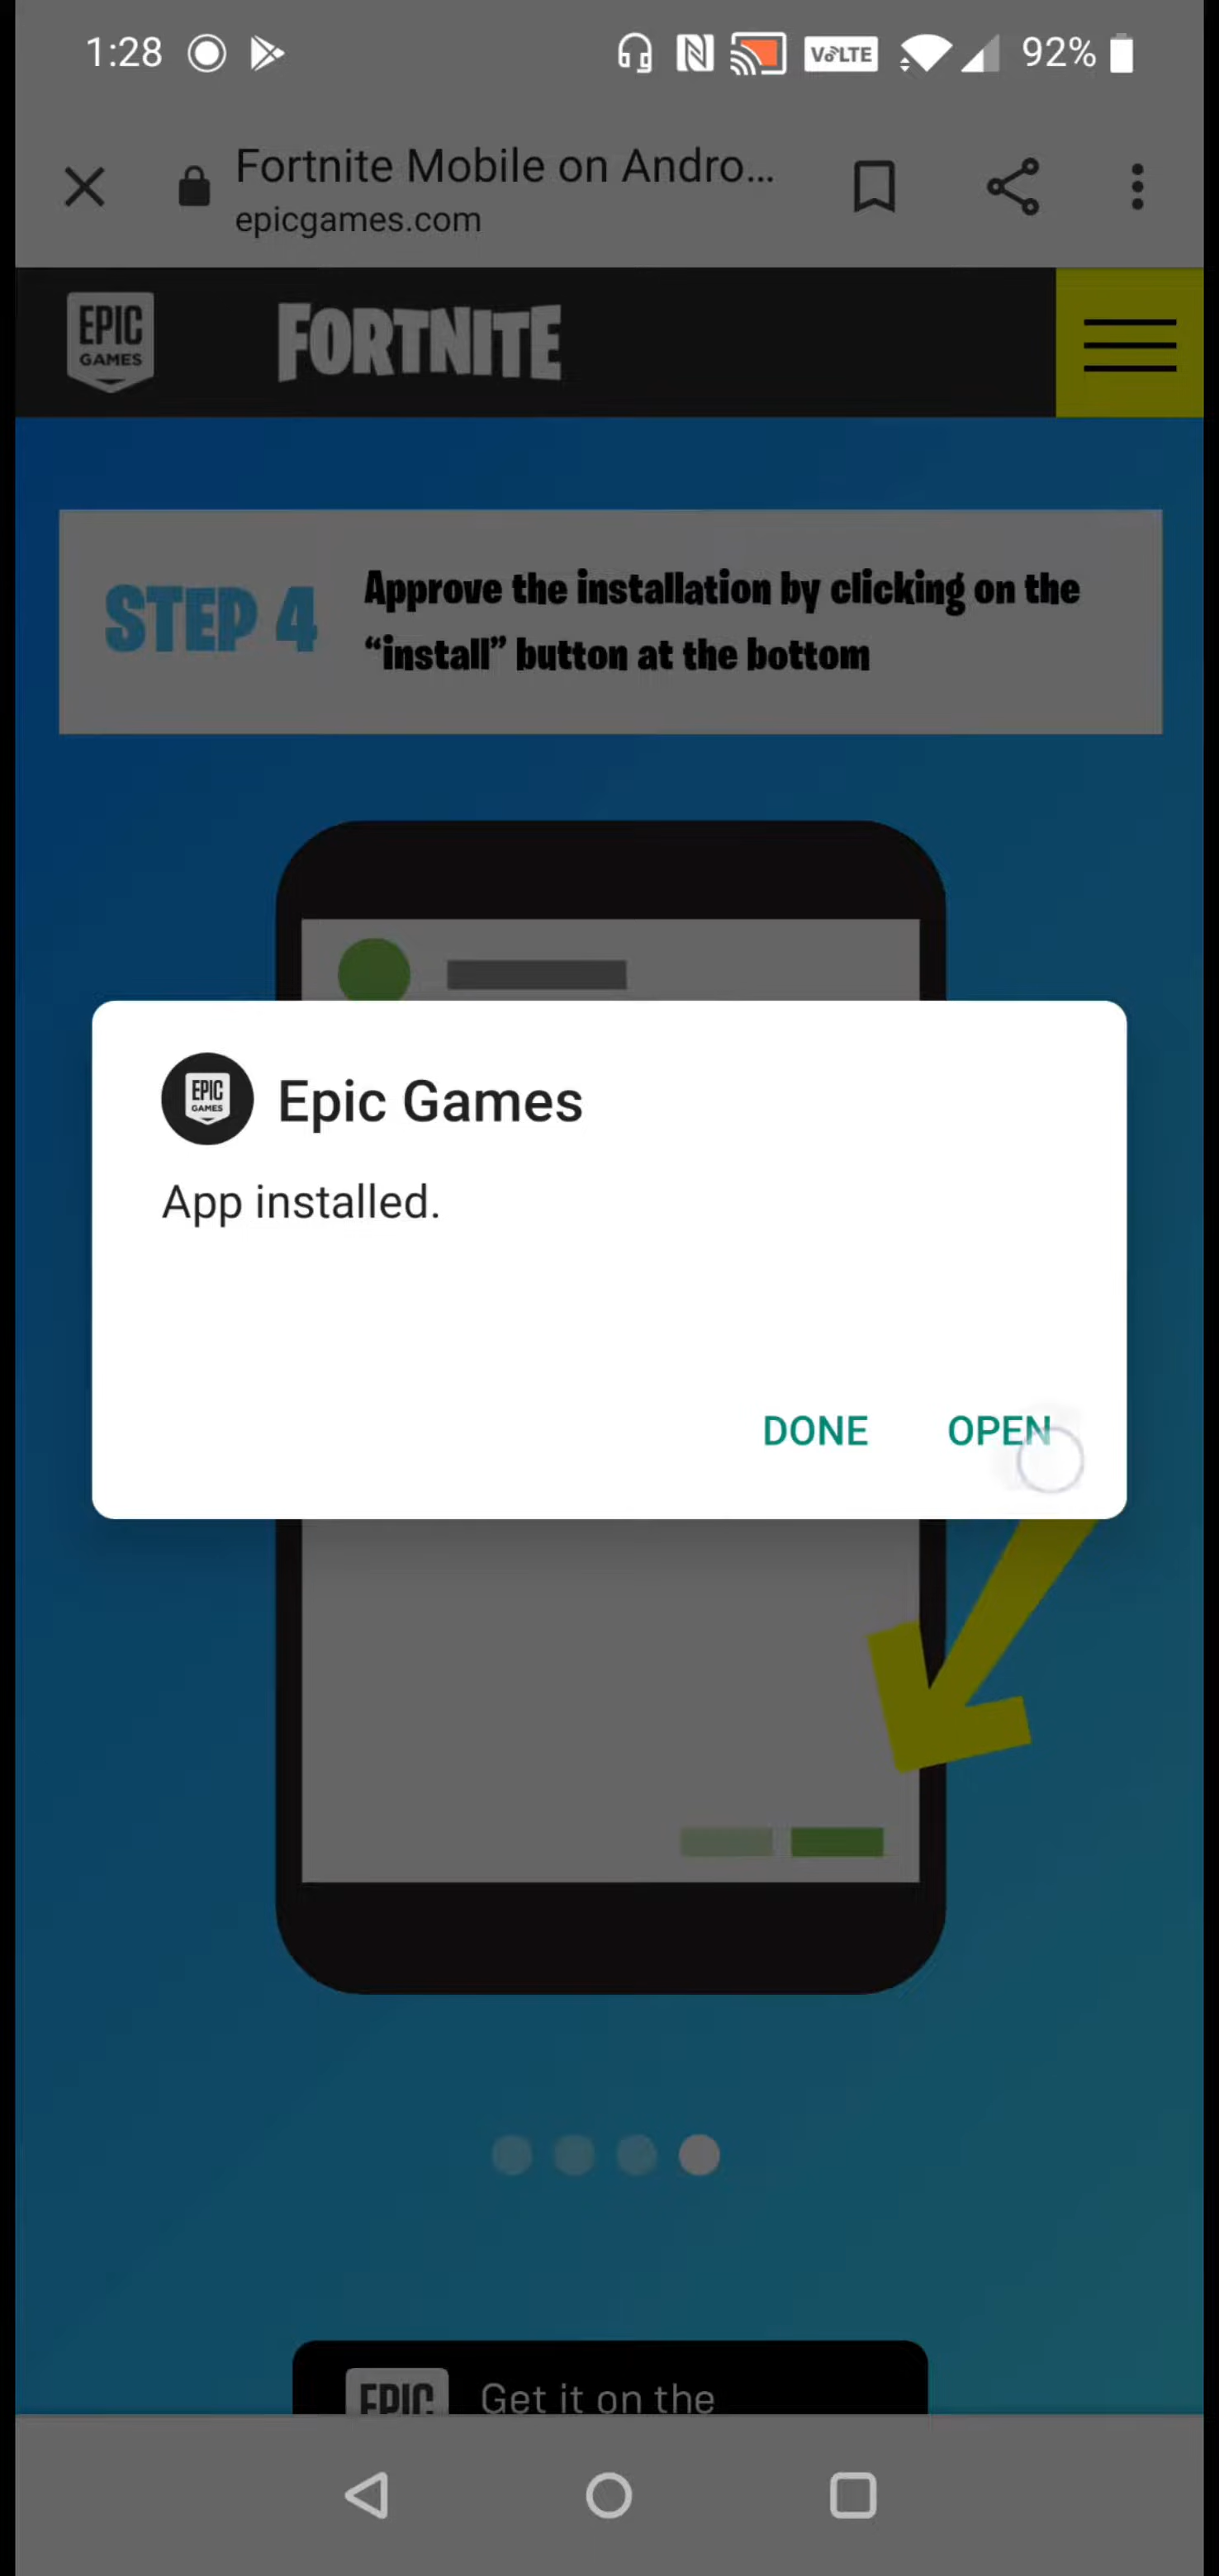 1:28
VoLTE
92%
Fortnite Mobile on Andro...
epicgames.com
EPIC
GAMES
FORTNITE
STEP 4
Approve the installation by clicking on the
“install” button at the bottom
EPIC
GAMES
Epic Games
App installed.
DONE
OPEN
EPIC
Get it on the